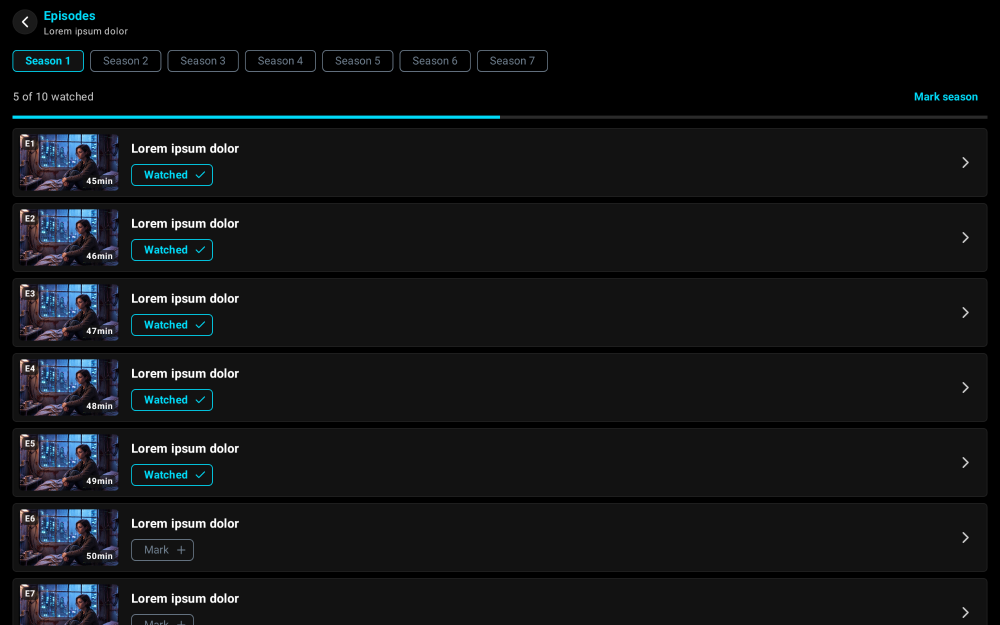 Episodes
Lorem ipsum dolor
Season 1 Season 2 Season 3 Season 4 Season 5 Season 6 Season 7
5 of 10 watched Mark season
E1 Lorem ipsum dolor
45min Watched
E2 Lorem ipsum dolor
46min Watched
E3 Lorem ipsum dolor
47min Watched
E4 Lorem ipsum dolor
48min Watched
E5 Lorem ipsum dolor
49min Watched
E6 Lorem ipsum dolor
50min Mark
E7 Lorem ipsum dolor
Mark